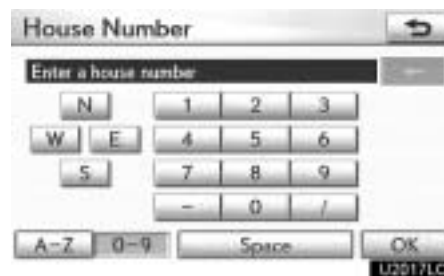 House Number
Enter a house number
N 1 2 3
W E 4 5 6
S 7 8 9
- 0 /
A-Z 0-9 Space OK
U2017LC